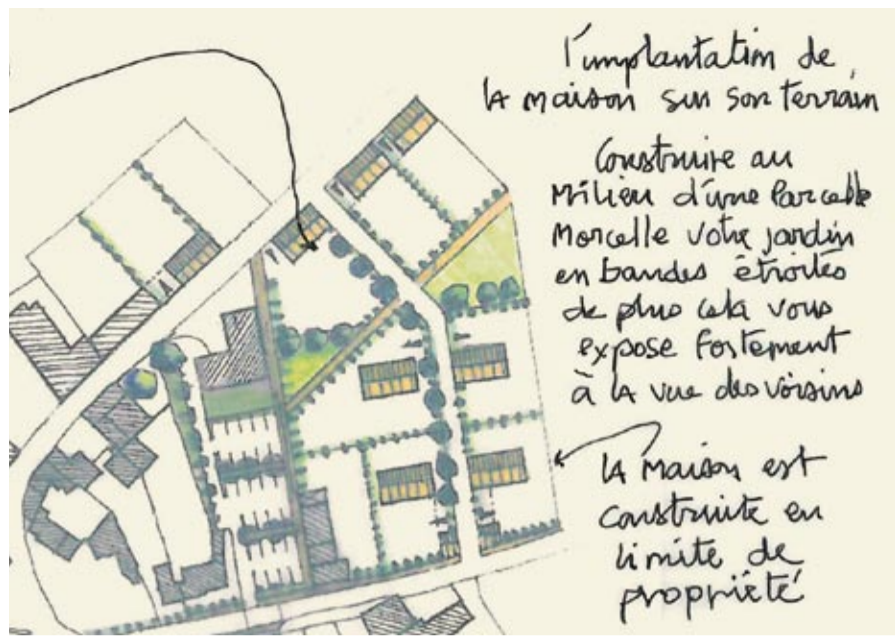 l'implantation de
la maison sur son terrain
Construire au
Milieu d'une Parcelle
Morcelle votre jardin
en bandes étroites
de plus cela vous
expose fortement
à la vue des voisins
la maison est
construite en
limite de
propriété